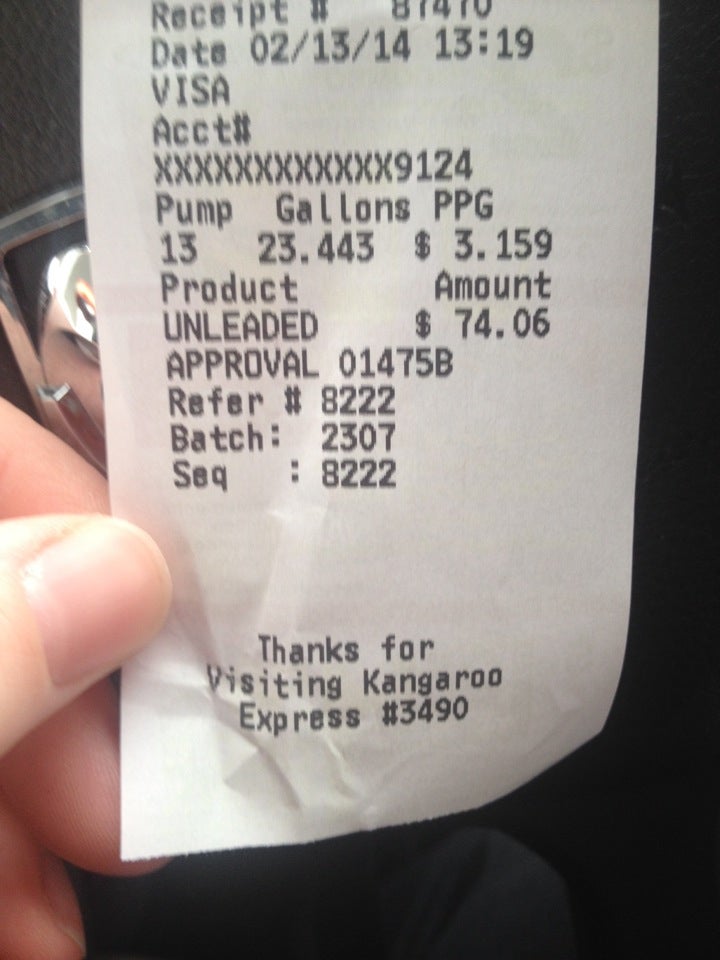 Receipt # 87470
Date 02/13/14 13:19
VISA
Acct#
XXXXXXXXXXXX9124
Pump Gallons PPG
13 23.443 $ 3.159
Product Amount
UNLEADED $ 74.06
APPROVAL 01475B
Refer # 8222
Batch: 2307
Seq : 8222
Thanks for
Visiting Kangaroo
Express #3490